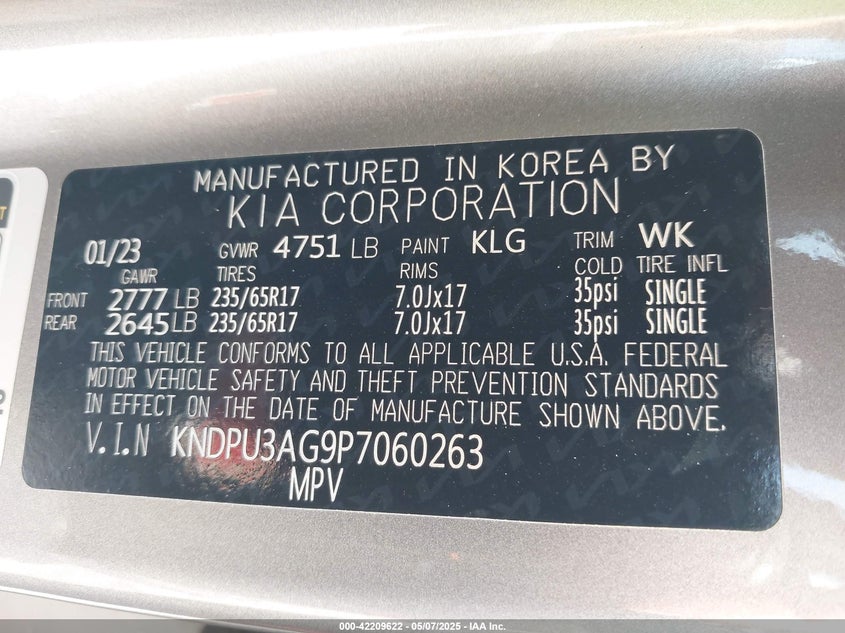 MANUFACTURED IN KOREA BY
KIA CORPORATION
01/23 GVWR 4751 LB PAINT KLG TRIM WK
GAWR TIRES RIMS COLD TIRE INFL
FRONT 2777 LB 235/65R17 7.0Jx17 35psi SINGLE
REAR 2645 LB 235/65R17 7.0Jx17 35psi SINGLE
THIS VEHICLE CONFORMS TO ALL APPLICABLE U.S.A. FEDERAL
MOTOR VEHICLE SAFETY AND THEFT PREVENTION STANDARDS
IN EFFECT ON THE DATE OF MANUFACTURE SHOWN ABOVE.
V.I.N KNDPU3AG9P7060263
MPV
000-42209622 - 05/07/2025 - IAA Inc.